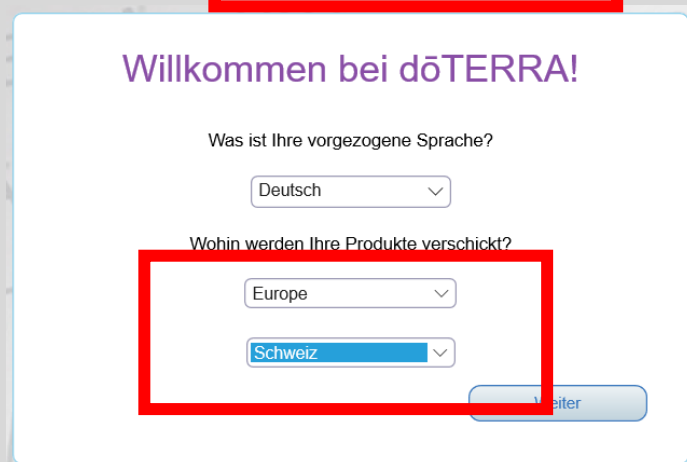 Willkommen bei dōTERRA!
Was ist Ihre vorgezogene Sprache?
Deutsch
Wohin werden Ihre Produkte verschickt?
Europe
Schweiz
Weiter